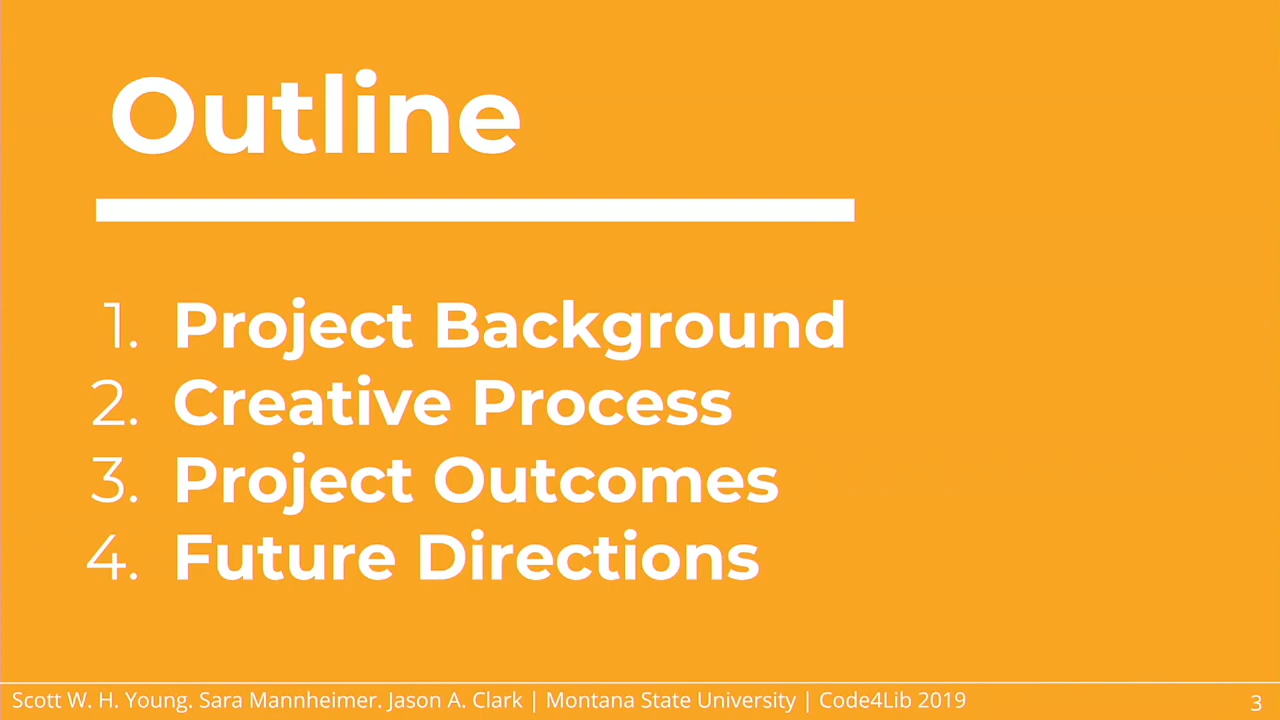 Outline
1. Project Background
2. Creative Process
3. Project Outcomes
4. Future Directions
Scott W. H. Young. Sara Mannheimer. Jason A. Clark | Montana State University | Code4Lib 2019
3